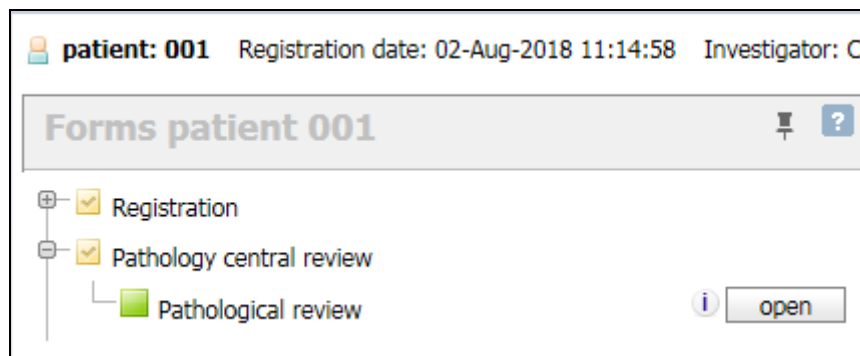 patient: 001 Registration date: 02-Aug-2018 11:14:58 Investigator:
Forms patient 001 ?
Registration
Pathology central review
Pathological review i open